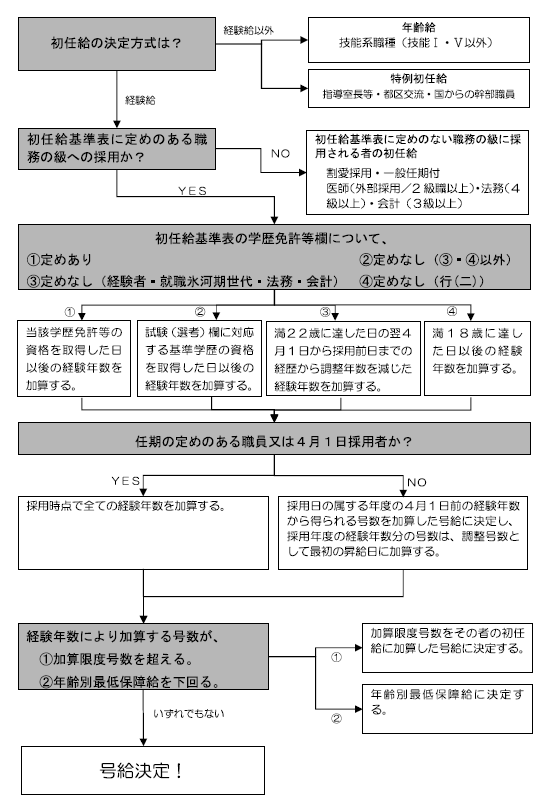 初任給の決定方式は？
経験給以外
年齢給
技能系職種（技能Ⅰ・Ⅴ以外）
特例初任給
指導室長等・都区交流・国からの幹部職員
経験給
初任給基準表に定めのある職
務の級への採用か？
ＮＯ
初任給基準表に定めのない職務の級に採
用される者の初任給
割愛採用・一般任期付
医師（外部採用／２級職以上）・法務（４
級以上）・会計（３級以上）
ＹＥＳ
初任給基準表の学歴免許等欄について、
①定めあり
②定めなし（③・④以外）
③定めなし（経験者・就職氷河期世代・法務・会計）
④定めなし（行(二)）
①
②
③
④
当該学歴免許等の
資格を取得した日
以後の経験年数を
加算する。
試験（選考）欄に対応
する基準学歴の資格
を取得した日以後の
経験年数を加算する。
満２２歳に達した日の翌４
月１日から採用前日までの
経歴から調整年数を減じた
経験年数を加算する。
満１８歳に達し
た日以後の経験
年数を加算する。
任期の定めのある職員又は４月１日採用者か？
ＹＥＳ
ＮＯ
採用時点で全ての経験年数を加算する。
採用日の属する年度の４月１日前の経験年数
から得られる号数を加算した号給に決定し、
採用年度の経験年数分の号数は、調整号数と
して最初の昇給日に加算する。
経験年数により加算する号数が、
①加算限度号数を超える。
②年齢別最低保障給を下回る。
①
加算限度号数をその者の初任
給に加算した号給に決定する。
②
年齢別最低保障給に決定す
る。
いずれでもない
号給決定！